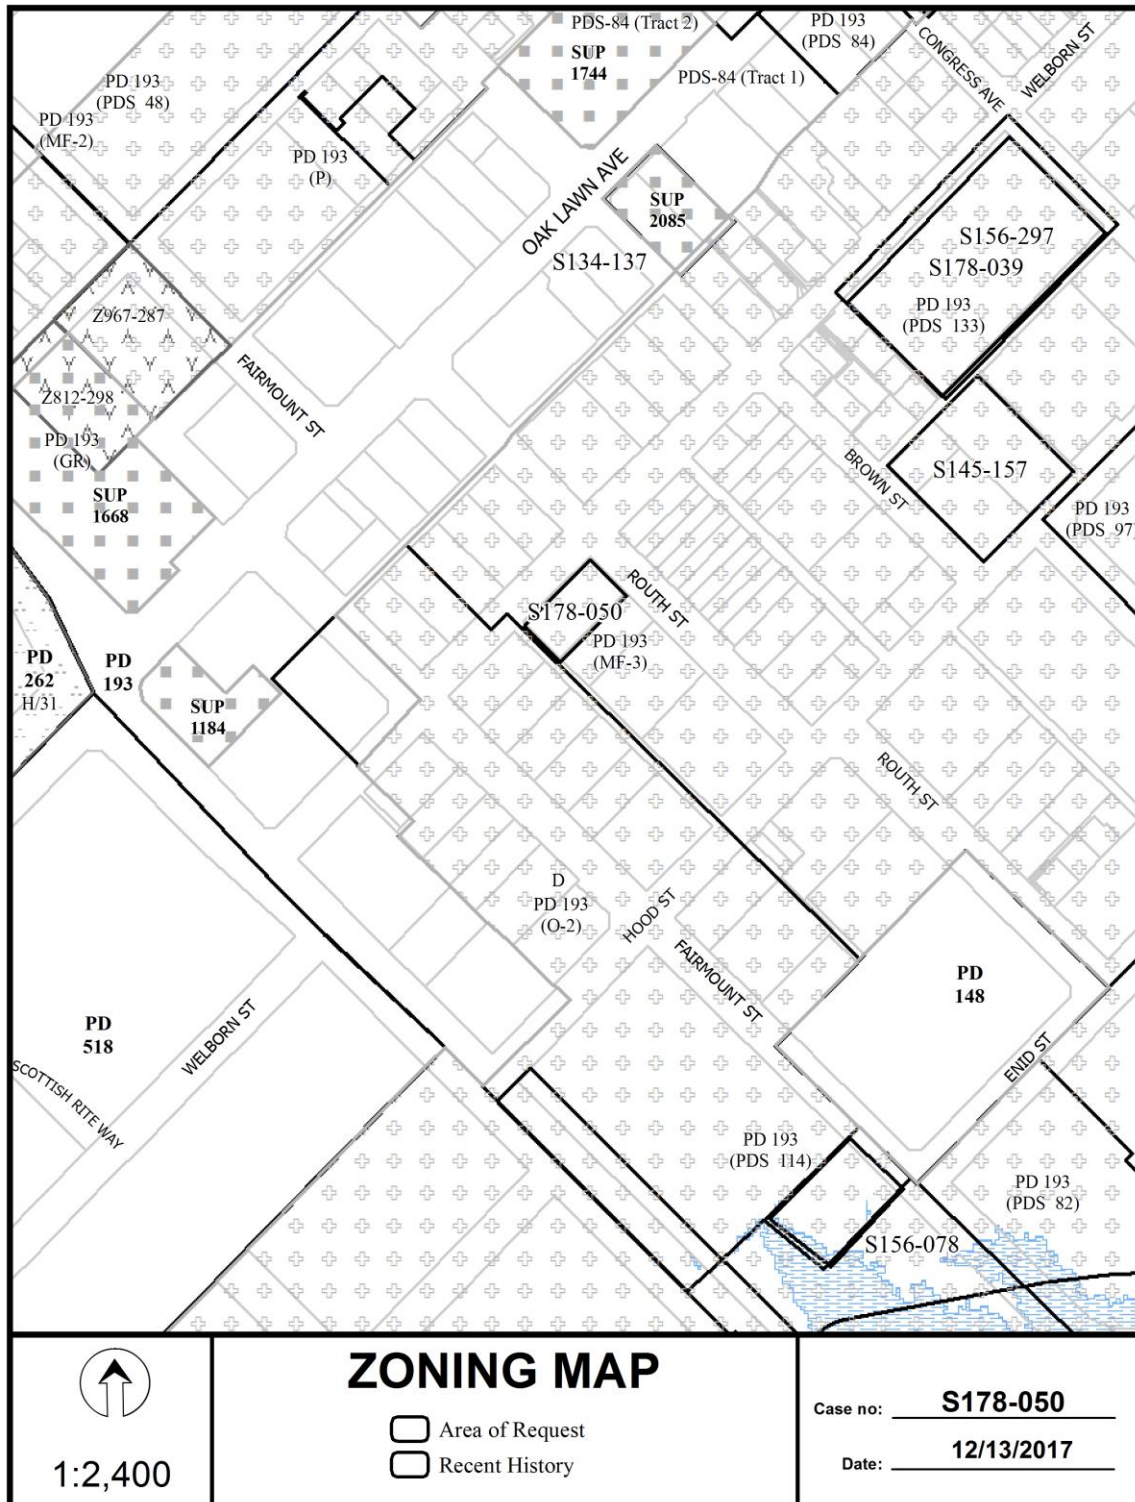 PDS-84 (Tract 2)
SUP
1744
PD 193
(PDS 84)
PDS-84 (Tract 1)
CONGRESS AVE
WELBORN ST
PD 193
(PDS 48)
PD 193
(MF-2)
PD 193
(P)
OAK LAWN AVE
SUP
2085
S134-137
S156-297
S178-039
PD 193
(PDS 133)
Z967-287
FAIRMOUNT ST
Z812-298
PD 193
(GR)
SUP
1668
BROWN ST
S145-157
PD 193
(PDS 97)
ROUTH ST
S178-050
PD 193
(MF-3)
PD
262
H/31
PD
193
SUP
1184
ROUTH ST
D
PD 193
(O-2)
HOOD ST
FAIRMOUNT ST
PD
148
PD
518
WELBORN ST
SCOTTISH RITE WAY
ENID ST
PD 193
(PDS 114)
PD 193
(PDS 82)
S156-078
1:2,400
ZONING MAP
Area of Request
Recent History
Case no: S178-050
Date: 12/13/2017